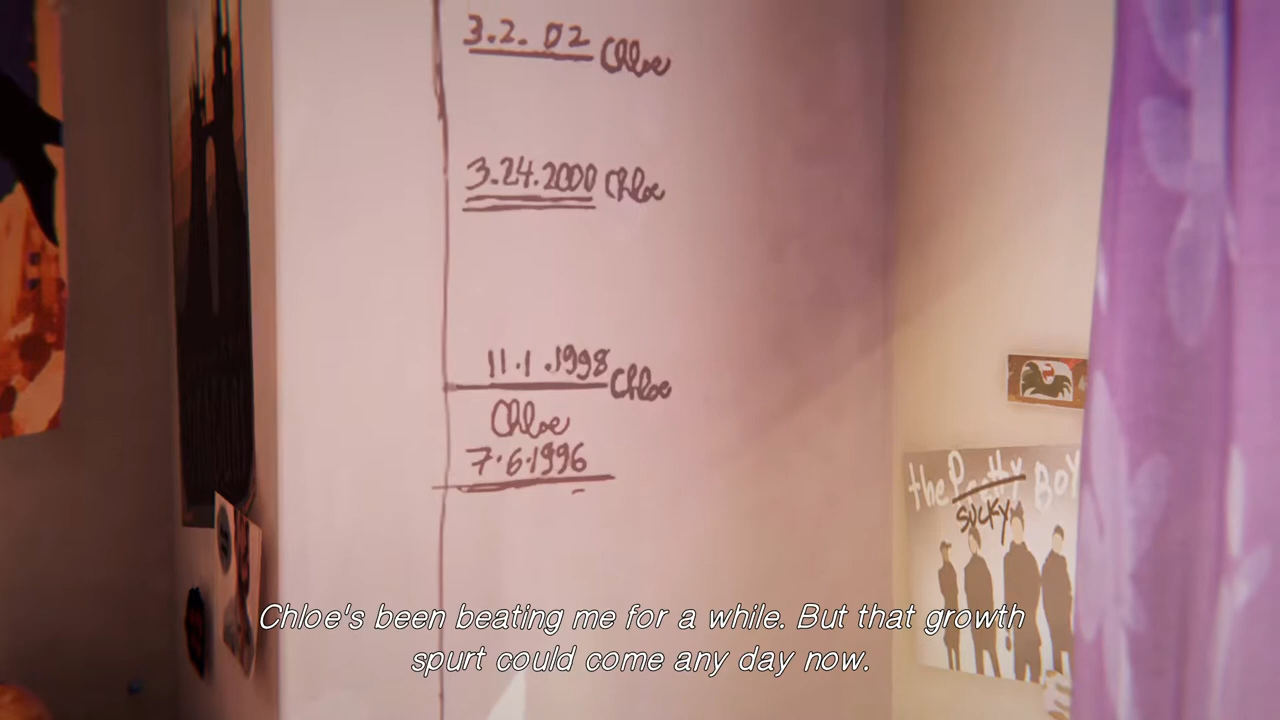 3.2. 02 Chloe
3.24.2000 Chloe
11.1.1998 Chloe
Chloe
7.6.1996
the Pretty BOY
SUCKY
Chloe's been beating me for a while. But that growth
spurt could come any day now.